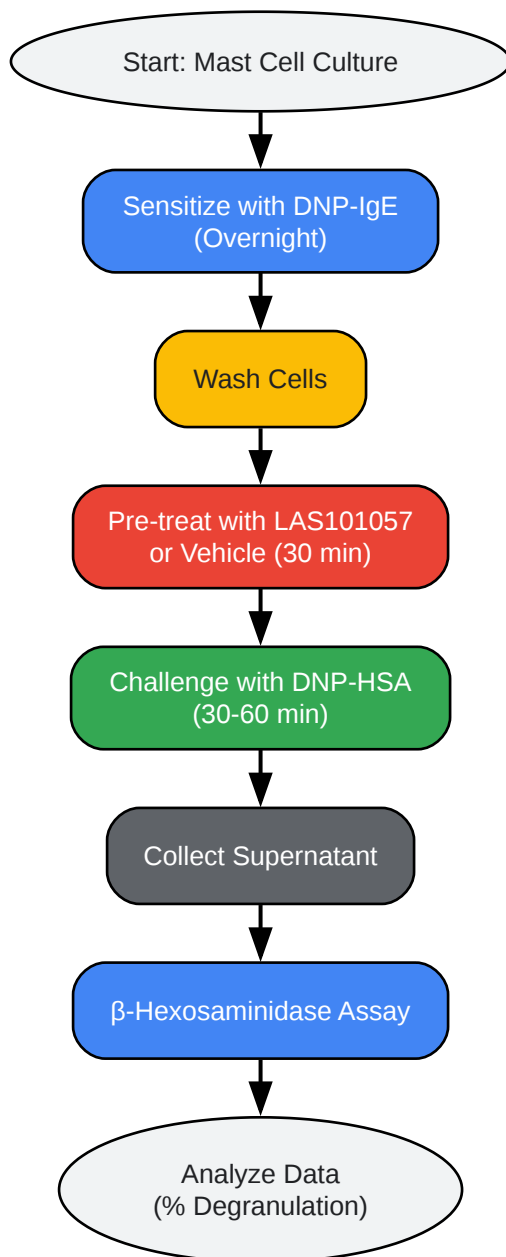 Start: Mast Cell Culture
Sensitize with DNP-IgE
(Overnight)
Wash Cells
Pre-treat with LAS101057
or Vehicle (30 min)
Challenge with DNP-HSA
(30-60 min)
Collect Supernatant
β-Hexosaminidase Assay
Analyze Data
(% Degranulation)